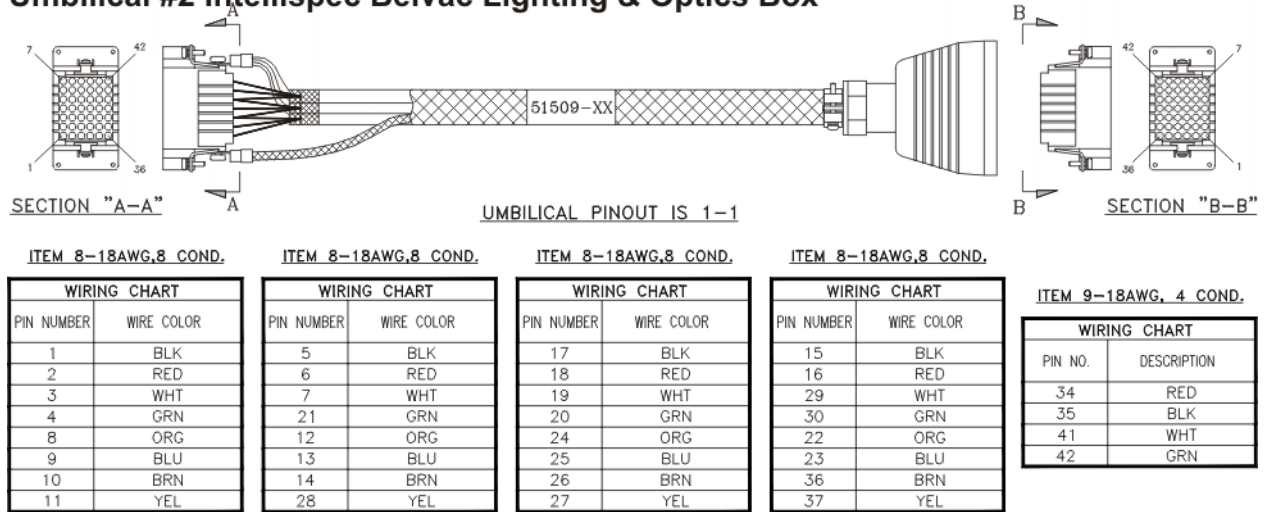 Umbilical #2 Intellispec Belvac Lighting & Optics Box
A
B
7
42
42
7
51509-XX
1
36
36
1
A
B
SECTION "A-A"
SECTION "B-B"
UMBILICAL PINOUT IS 1-1
ITEM 8-18AWG,8 COND.
WIRING CHART
PIN NUMBER WIRE COLOR
1 BLK
2 RED
3 WHT
4 GRN
8 ORG
9 BLU
10 BRN
11 YEL
ITEM 8-18AWG,8 COND.
WIRING CHART
PIN NUMBER WIRE COLOR
5 BLK
6 RED
7 WHT
21 GRN
12 ORG
13 BLU
14 BRN
28 YEL
ITEM 8-18AWG,8 COND.
WIRING CHART
PIN NUMBER WIRE COLOR
17 BLK
18 RED
19 WHT
20 GRN
24 ORG
25 BLU
26 BRN
27 YEL
ITEM 8-18AWG,8 COND.
WIRING CHART
PIN NUMBER WIRE COLOR
15 BLK
16 RED
29 WHT
30 GRN
22 ORG
23 BLU
36 BRN
37 YEL
ITEM 9-18AWG, 4 COND.
WIRING CHART
PIN NO. DESCRIPTION
34 RED
35 BLK
41 WHT
42 GRN